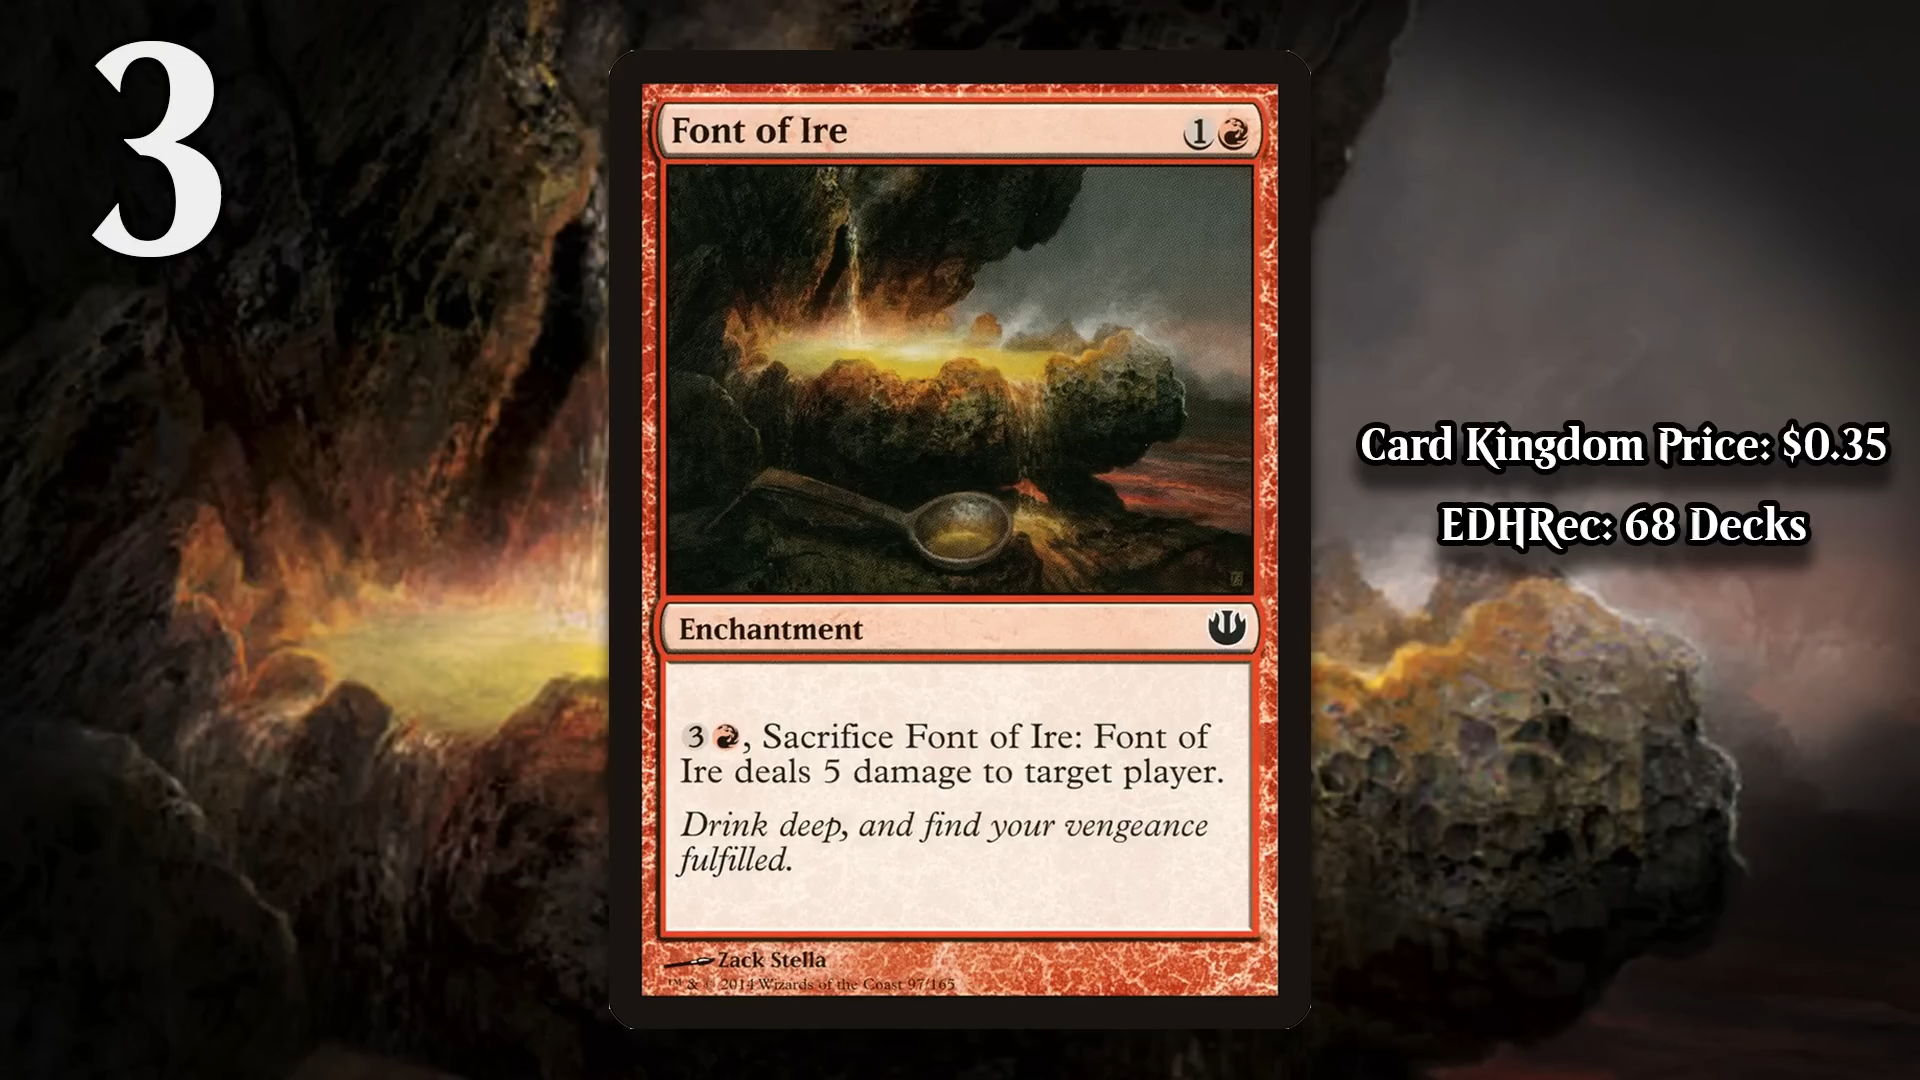 3
Font of Ire
1
Card Kingdom Price: $0.35
EDHRec: 68 Decks
Enchantment
3, Sacrifice Font of Ire: Font of
Ire deals 5 damage to target player.
Drink deep, and find your vengeance
fulfilled.
Zack Stella
™ & © 2014 Wizards of the Coast 97/165